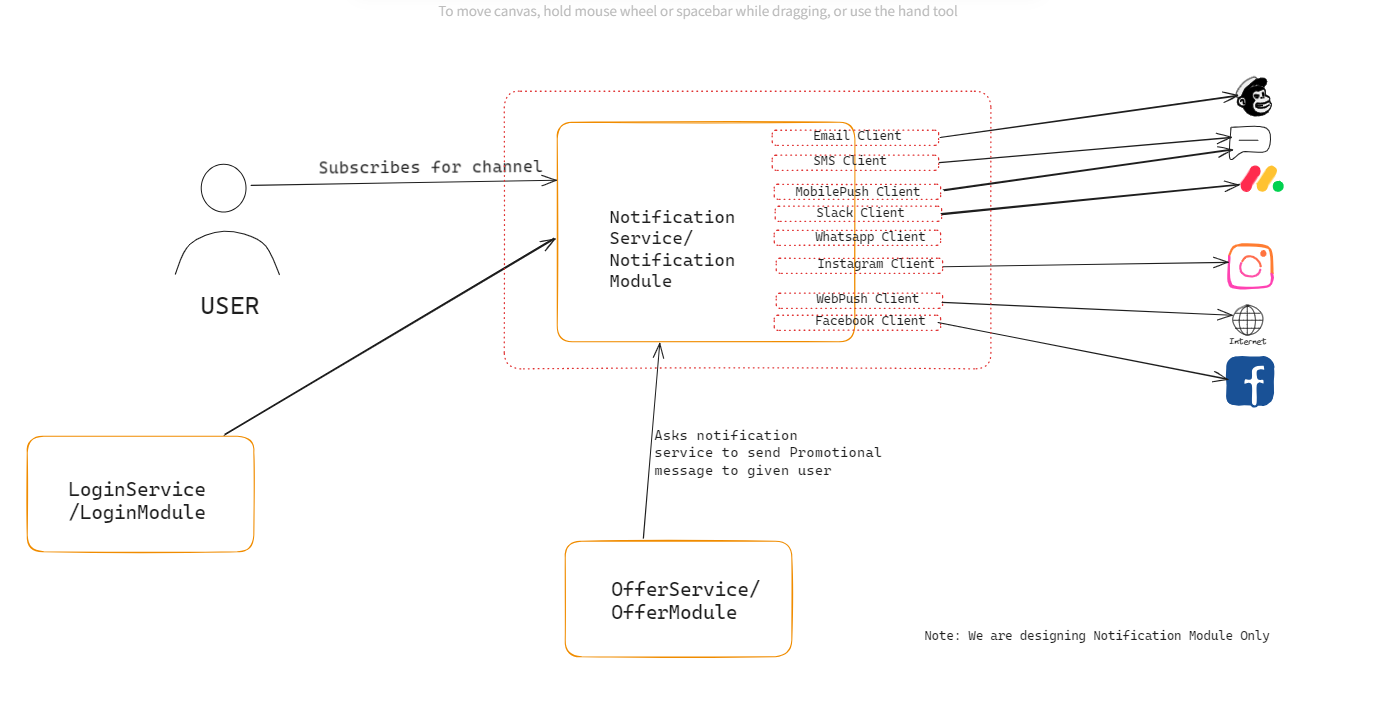 To move canvas, hold mouse wheel or spacebar while dragging, or use the hand tool
Subscribes for channel
USER
Notification
Service/
Notification
Module
Email Client
SMS Client
MobilePush Client
Slack Client
Whatsapp Client
Instagram Client
WebPush Client
Facebook Client
Internet
f
LoginService
/LoginModule
Asks notification
service to send Promotional
message to given user
OfferService/
OfferModule
Note: We are designing Notification Module Only